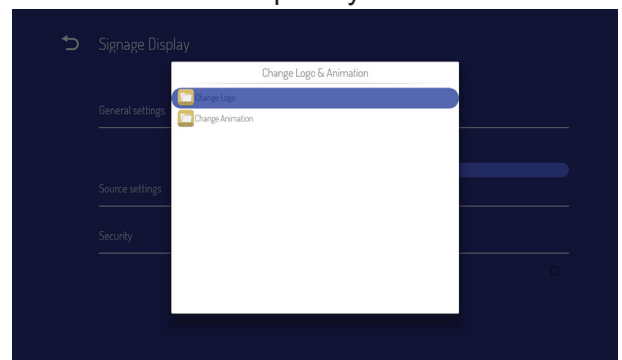 Signage Display
Change Logo & Animation
Change Logo
General settings
Change Animation
Source settings
Security